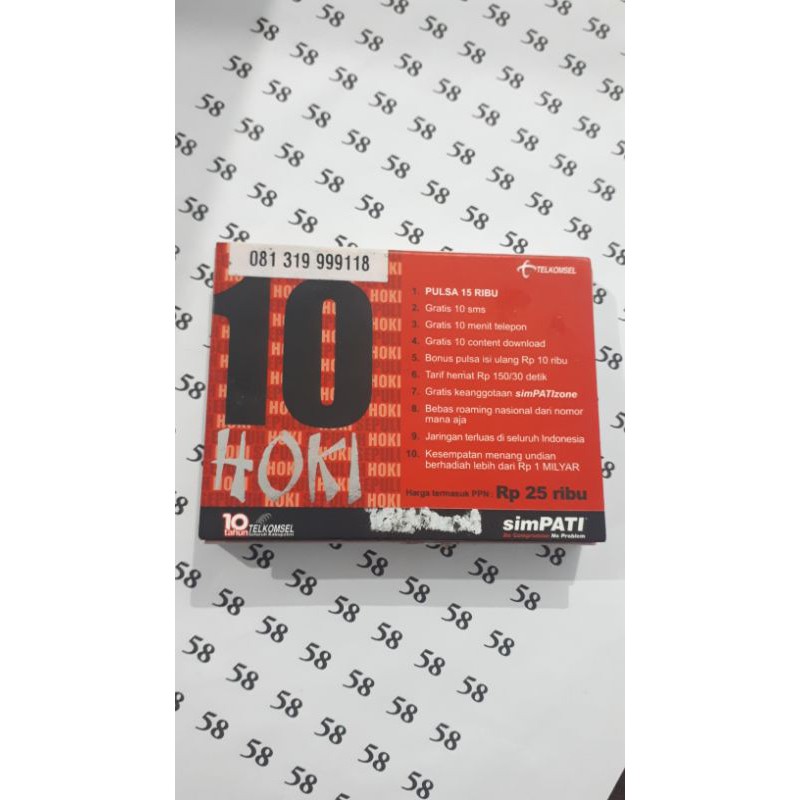 081 319 999118
10
HOKI
TELKOMSEL
1. PULSA 15 RIBU
2. Gratis 10 sms
3. Gratis 10 menit telepon
4. Gratis 10 content download
5. Bonus pulsa isi ulang Rp 10 ribu
6. Tarif hemat Rp 150/30 detik
7. Gratis keanggotaan simPATIzone
8. Bebas roaming nasional dari nomor
mana aja
9. Jaringan terluas di seluruh Indonesia
10. Kesempatan menang undian
berhadiah lebih dari Rp 1 MILYAR
Harga termasuk PPN : Rp 25 ribu
10 tahun TELKOMSEL
simPATI
No Compromise No Problem
58